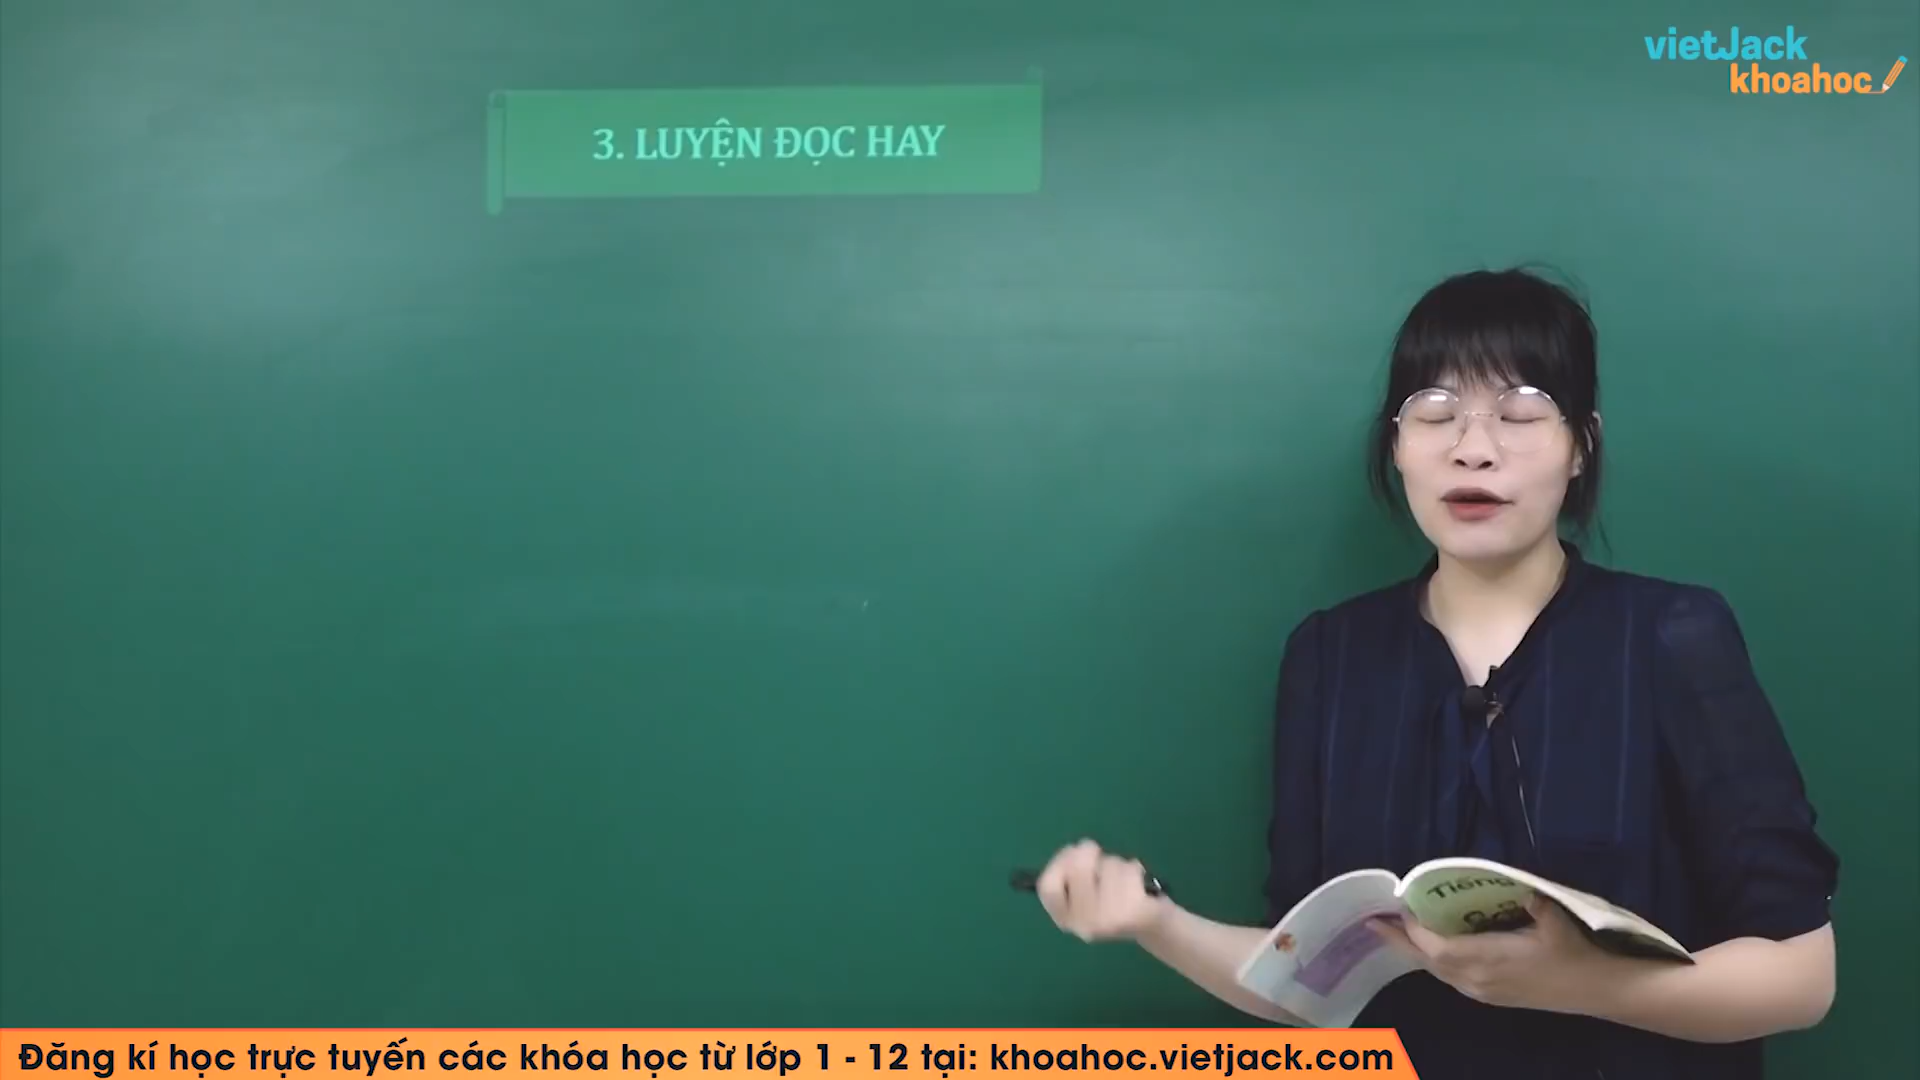 vietJack
khoahoc
3. LUYỆN ĐỌC HAY
Tiếng
Đăng kí học trực tuyến các khóa học từ lớp 1 - 12 tại: khoahoc.vietjack.com